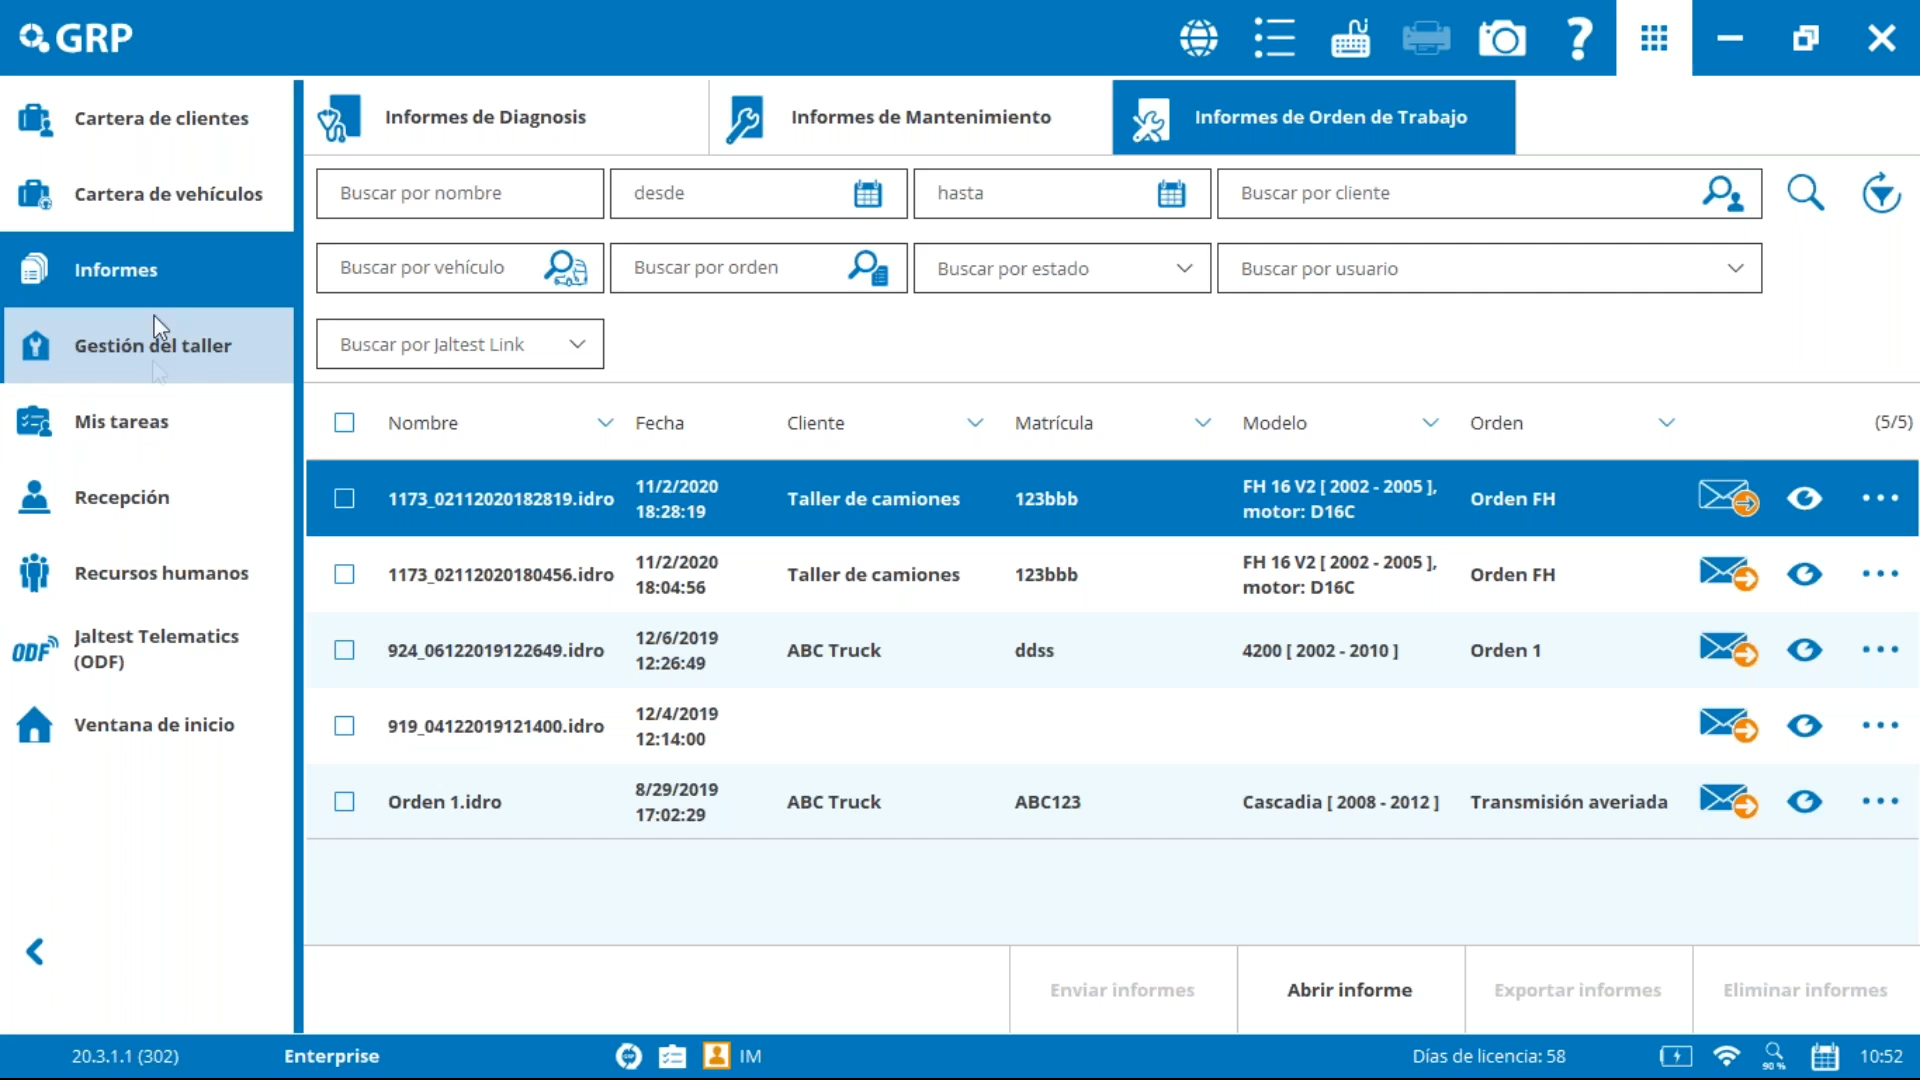 GRP
Cartera de clientes
Cartera de vehículos
Informes
Gestión del taller
Mis tareas
Recepción
Recursos humanos
ODF
Jaltest Telematics
(ODF)
Ventana de inicio
Informes de Diagnosis
Informes de Mantenimiento
Informes de Orden de Trabajo
Buscar por nombre
desde
hasta
Buscar por cliente
Buscar por vehículo
Buscar por orden
Buscar por estado
Buscar por usuario
Buscar por Jaltest Link
Nombre Fecha Cliente Matrícula Modelo Orden (5/5)
1173_02112020182819.idro 11/2/2020 18:28:19 Taller de camiones 123bbb FH 16 V2 [ 2002 - 2005 ], motor: D16C Orden FH
1173_02112020180456.idro 11/2/2020 18:04:56 Taller de camiones 123bbb FH 16 V2 [ 2002 - 2005 ], motor: D16C Orden FH
924_06122019122649.idro 12/6/2019 12:26:49 ABC Truck ddss 4200 [ 2002 - 2010 ] Orden 1
919_04122019121400.idro 12/4/2019 12:14:00
Orden 1.idro 8/29/2019 17:02:29 ABC Truck ABC123 Cascadia [ 2008 - 2012 ] Transmisión averiada
Enviar informes
Abrir informe
Exportar informes
Eliminar informes
20.3.1.1 (302)
Enterprise
GRP
IM
Días de licencia: 58
90 %
10:52